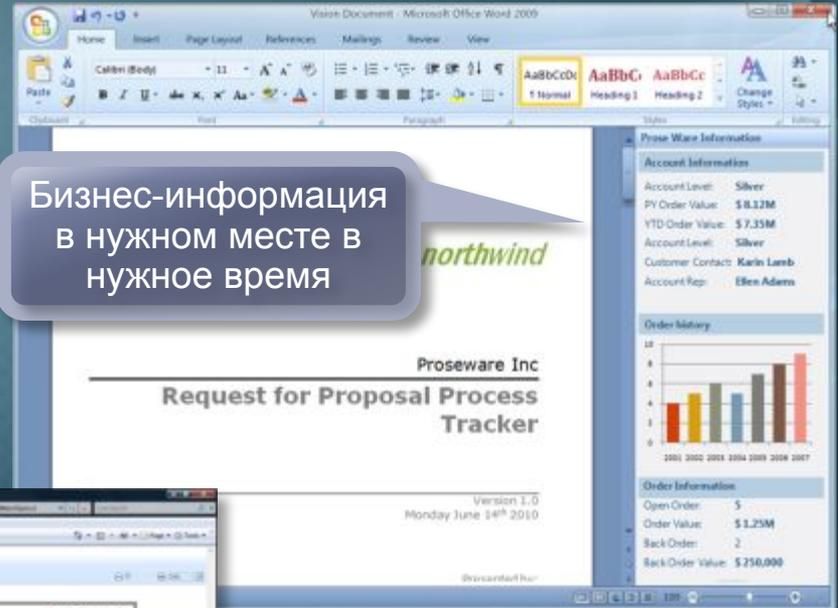 Vision Document - Microsoft Office Word 2009
Home Insert Page Layout References Mailings Review View
Calibri (Body) 11
AaBbCcDc AaBbC AaBbCc
Paste
1 Normal Heading 1 Heading 2 Change Styles
Clipboard Font Paragraph Styles Editing
Бизнес-информация
в нужном месте в
нужное время
northwind
Proseware Inc
Request for Proposal Process
Tracker
Version 1.0
Monday June 14th 2010
Prose Ware Information
Account Information
Account Level: Silver
PY Order Value: $ 8.12M
YTD Order Value: $ 7.35M
Account Level: Silver
Customer Contact: Karin Lamb
Account Rep: Ellen Adams
Order history
10
8
6
4
2
0
2001 2002 2003 2004 2005 2006 2007
Order Information
Open Order: 5
Order Value: $ 1.25M
Back Order: 2
Back Order Value: $ 250,000
Page Tools